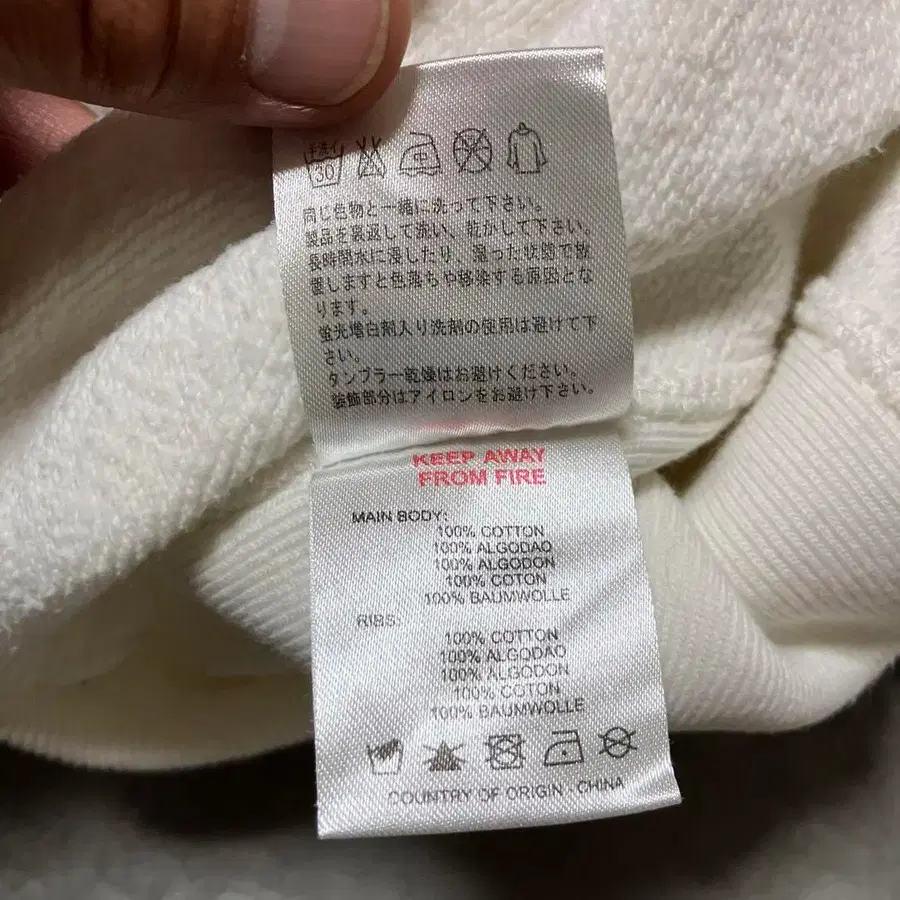 手洗イ
30
同じ色物と一緒に洗って下さい。
製品を裏返して洗い、乾かして下さい。
長時間水に浸したり、湿った状態で放
置しますと色落ちや移染する原因とな
ります。
蛍光増白剤入り洗剤の使用は避けて下
さい。
タンブラー乾燥はお避けください。
装飾部分はアイロンをお避け下さい。
KEEP AWAY
FROM FIRE
MAIN BODY:
100% COTTON
100% ALGODAO
100% ALGODON
100% COTON
100% BAUMWOLLE
RIBS:
100% COTTON
100% ALGODAO
100% ALGODON
100% COTON
100% BAUMWOLLE
COUNTRY OF ORIGIN - CHINA